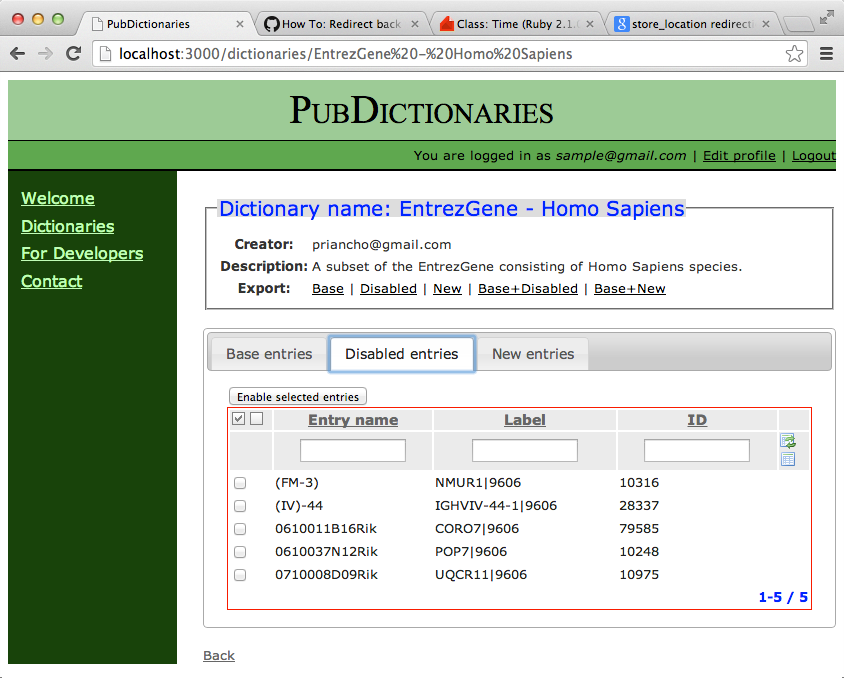 PubDictionaries
How To: Redirect back
Class: Time (Ruby 2.1.
store_location redirect
localhost:3000/dictionaries/EntrezGene%20-%20Homo%20Sapiens
PUBDICTIONARIES
You are logged in as sample@gmail.com | Edit profile | Logout
Welcome
Dictionaries
For Developers
Contact
Dictionary name: EntrezGene - Homo Sapiens
Creator: priancho@gmail.com
Description: A subset of the EntrezGene consisting of Homo Sapiens species.
Export: Base | Disabled | New | Base+Disabled | Base+New
Base entries Disabled entries New entries
Enable selected entries
Entry name Label ID
(FM-3) NMUR1|9606 10316
(IV)-44 IGHVIV-44-1|9606 28337
0610011B16Rik CORO7|9606 79585
0610037N12Rik POP7|9606 10248
0710008D09Rik UQCR11|9606 10975
1-5 / 5
Back